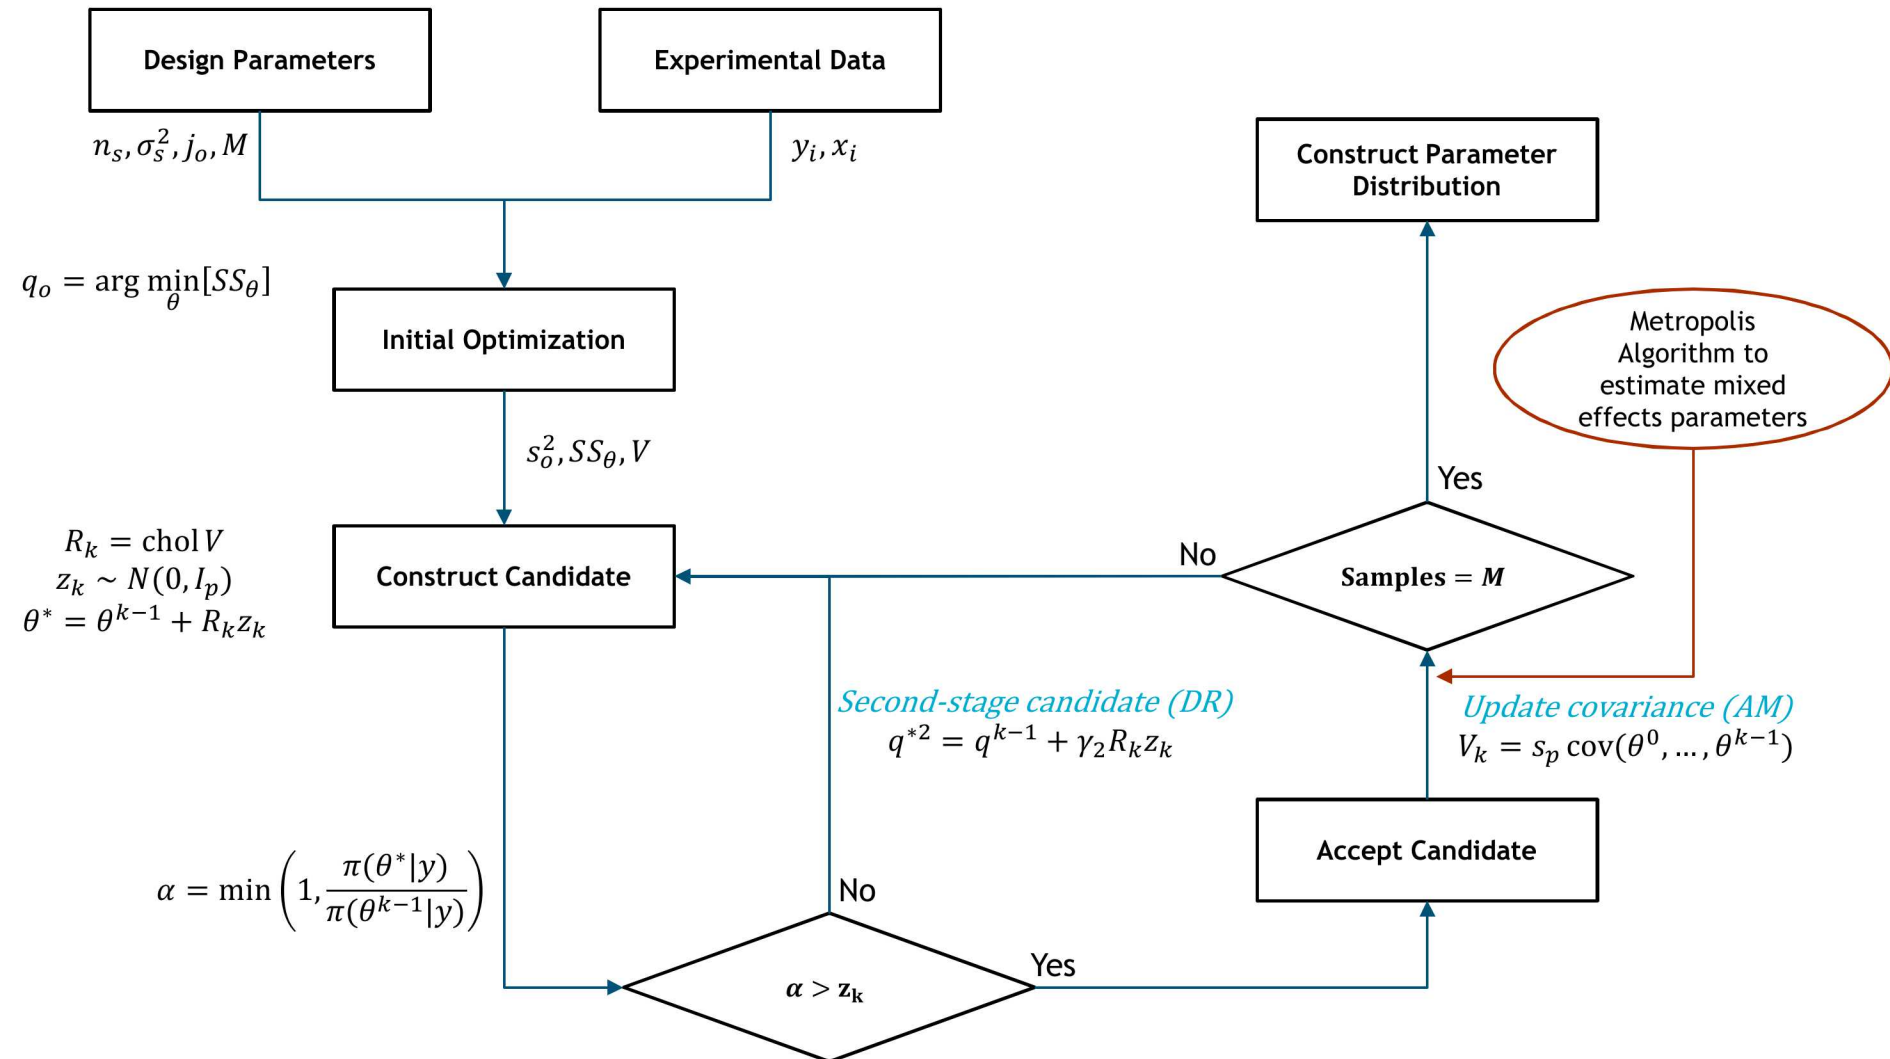 Design Parameters
Experimental Data
n_s, σ_s^2, j_o, M
y_i, x_i
Construct Parameter
Distribution
q_o = arg min_θ[SS_θ]
Initial Optimization
Metropolis
Algorithm to
estimate mixed
effects parameters
s_o^2, SS_θ, V
Yes
R_k = chol V
z_k ~ N(0, I_p)
θ^* = θ^{k−1} + R_k z_k
Construct Candidate
No
Samples = M
Second-stage candidate (DR)
q^{*2} = q^{k−1} + γ_2 R_k z_k
Update covariance (AM)
V_k = s_p cov(θ^0, …, θ^{k−1})
Accept Candidate
α = min(1, π(θ^*|y) / π(θ^{k−1}|y))
No
Yes
α > z_k